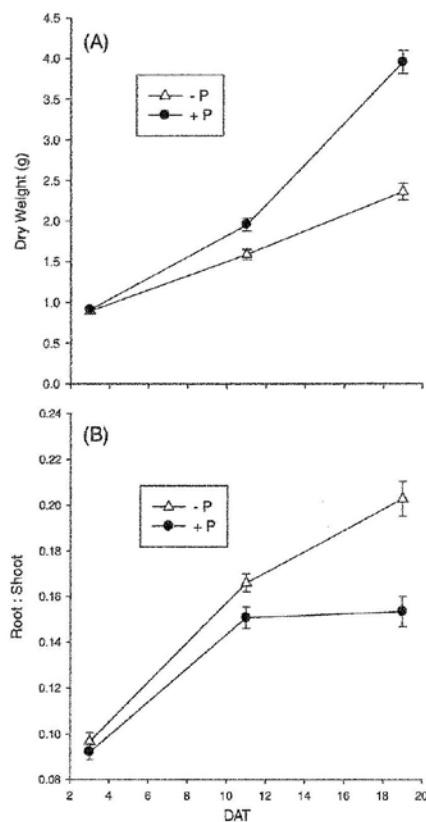 (A)
- P
+ P
Dry Weight (g)
4.5
4.0
3.5
3.0
2.5
2.0
1.5
1.0
0.5
0.0
(B)
- P
+ P
Root : Shoot
0.24
0.22
0.20
0.18
0.16
0.14
0.12
0.10
0.08
2 4 6 8 10 12 14 16 18 20
DAT